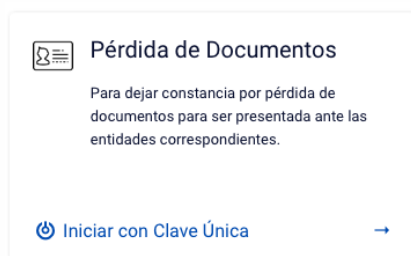 Pérdida de Documentos
Para dejar constancia por pérdida de
documentos para ser presentada ante las
entidades correspondientes.
Iniciar con Clave Única →